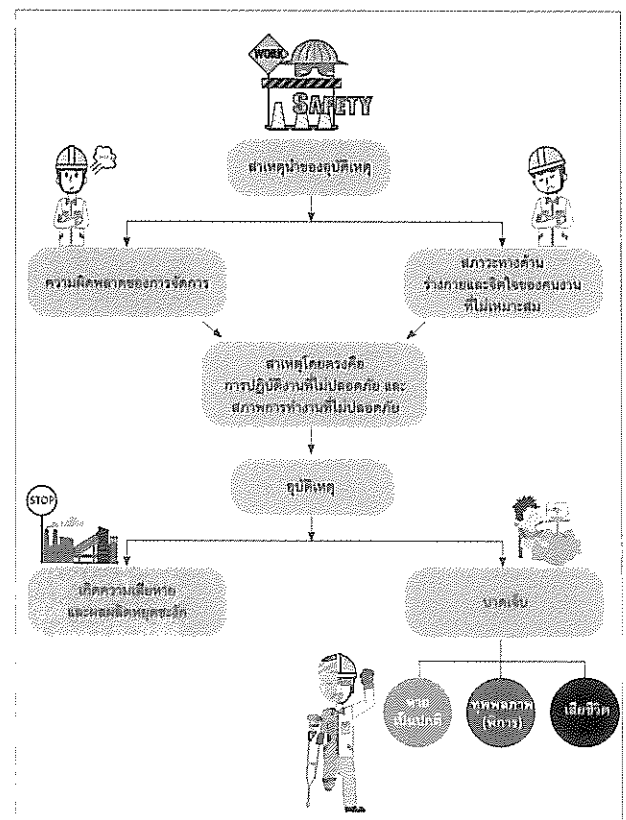 WORK
SAFETY
สาเหตุนำของอุบัติเหตุ
ความผิดพลาดของการจัดการ
สภาวะทางด้าน
ร่างกายและจิตใจของคนงาน
ที่ไม่เหมาะสม
สาเหตุโดยตรงคือ
การปฏิบัติงานที่ไม่ปลอดภัย และ
สภาพการทำงานที่ไม่ปลอดภัย
อุบัติเหตุ
STOP
เกิดความเสียหาย
และผลผลิตหยุดชะงัก
บาดเจ็บ
หาย
เป็นปกติ
ทุพพลภาพ
(พิการ)
เสียชีวิต